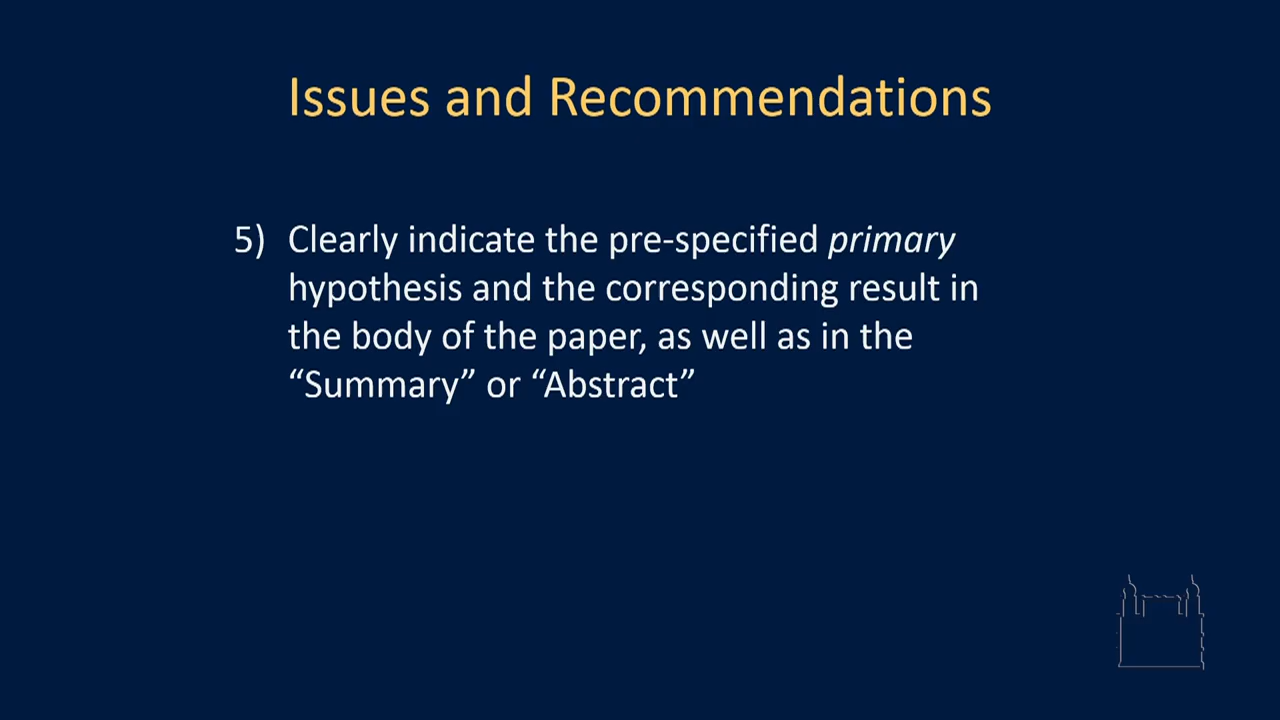 Issues and Recommendations
5) Clearly indicate the pre-specified primary
hypothesis and the corresponding result in
the body of the paper, as well as in the
“Summary” or “Abstract”